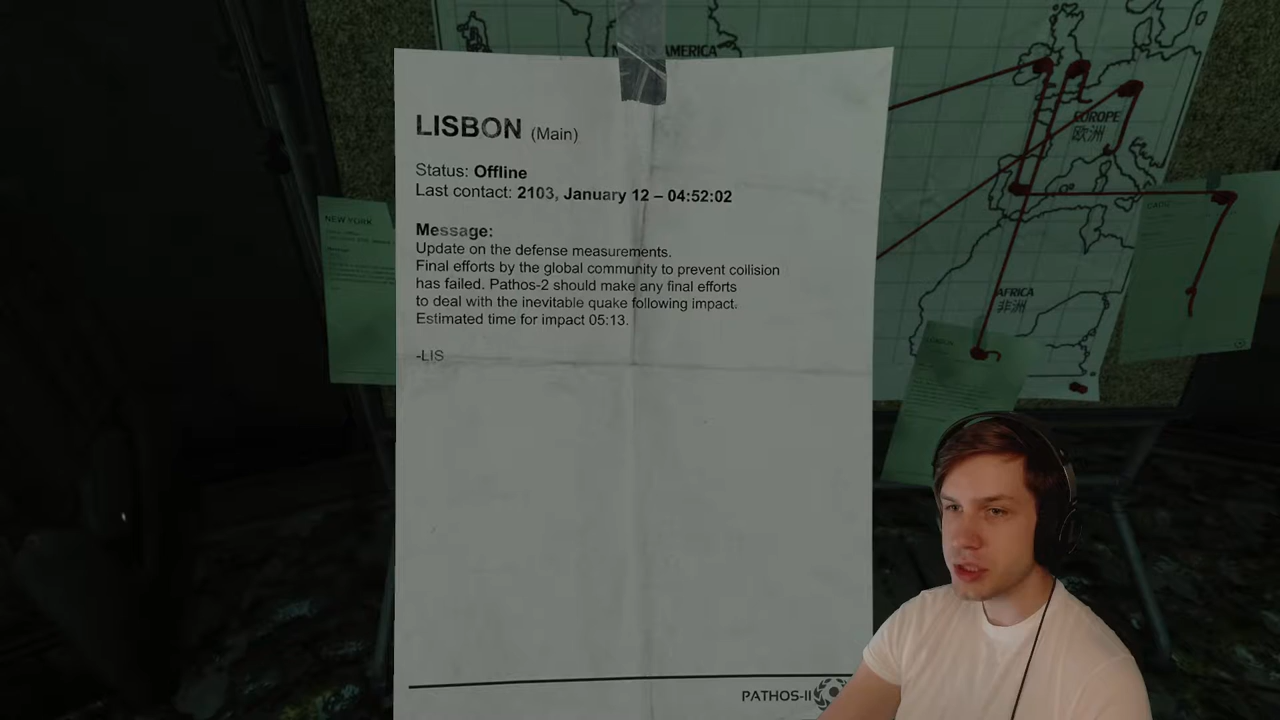 NORTH AMERICA
LISBON (Main)
Status: Offline
Last contact: 2103, January 12 – 04:52:02
Message:
Update on the defense measurements.
Final efforts by the global community to prevent collision
has failed. Pathos-2 should make any final efforts
to deal with the inevitable quake following impact.
Estimated time for impact 05:13.
-LIS
PATHOS-II
NEW YORK
EUROPE
欧洲
AFRICA
非洲